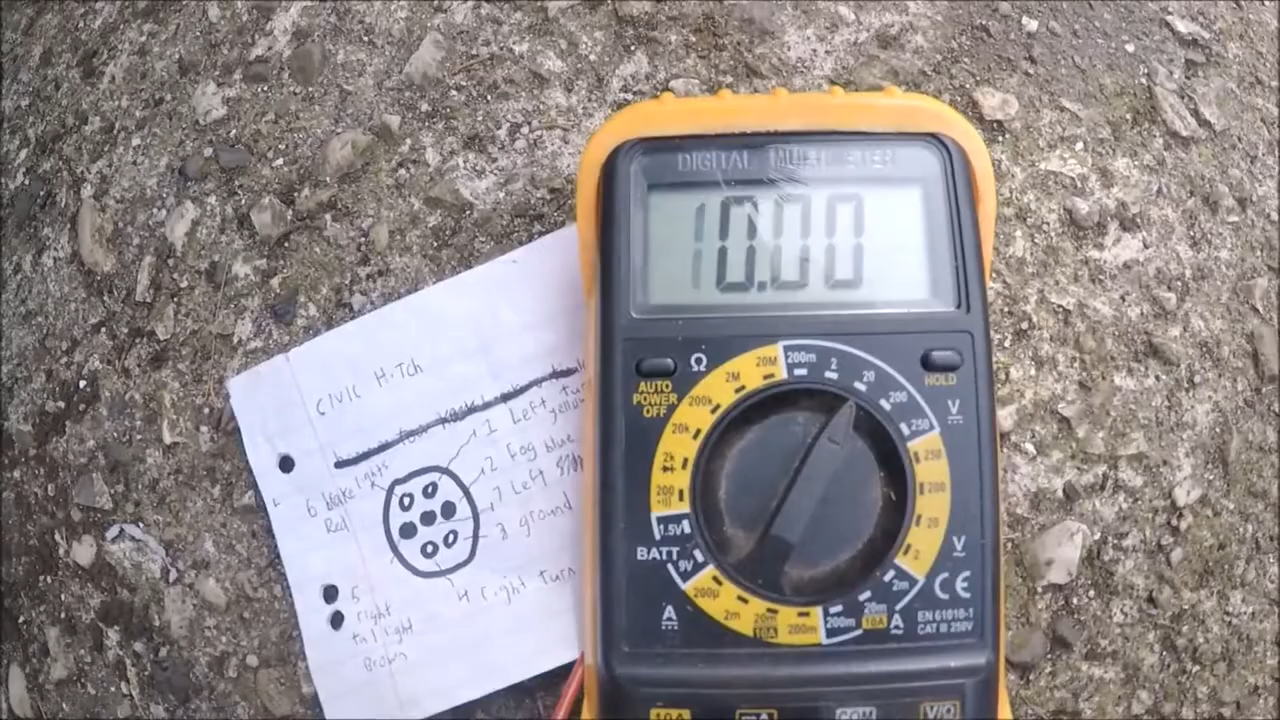 DIGITAL MULTIMETER
10.00
AUTO POWER OFF
Ω
HOLD
20M
2M
200k
20k
2k
200
200m
2
20
200
250
V
250
200
20
2
V
1.5V
BATT
9V
200µ
2m
20m
10A
200m
A
200m
20m
10A
2m
A
CE
EN 61010-1
CAT III 250V
10A
mA
COM
V/Ω
CIVIC H.Tch
1 Left turn
yellow
2 Fog blue
7 Left
3 ground
4 right turn
5
right
tail light
Brown
6 brake lights
Red